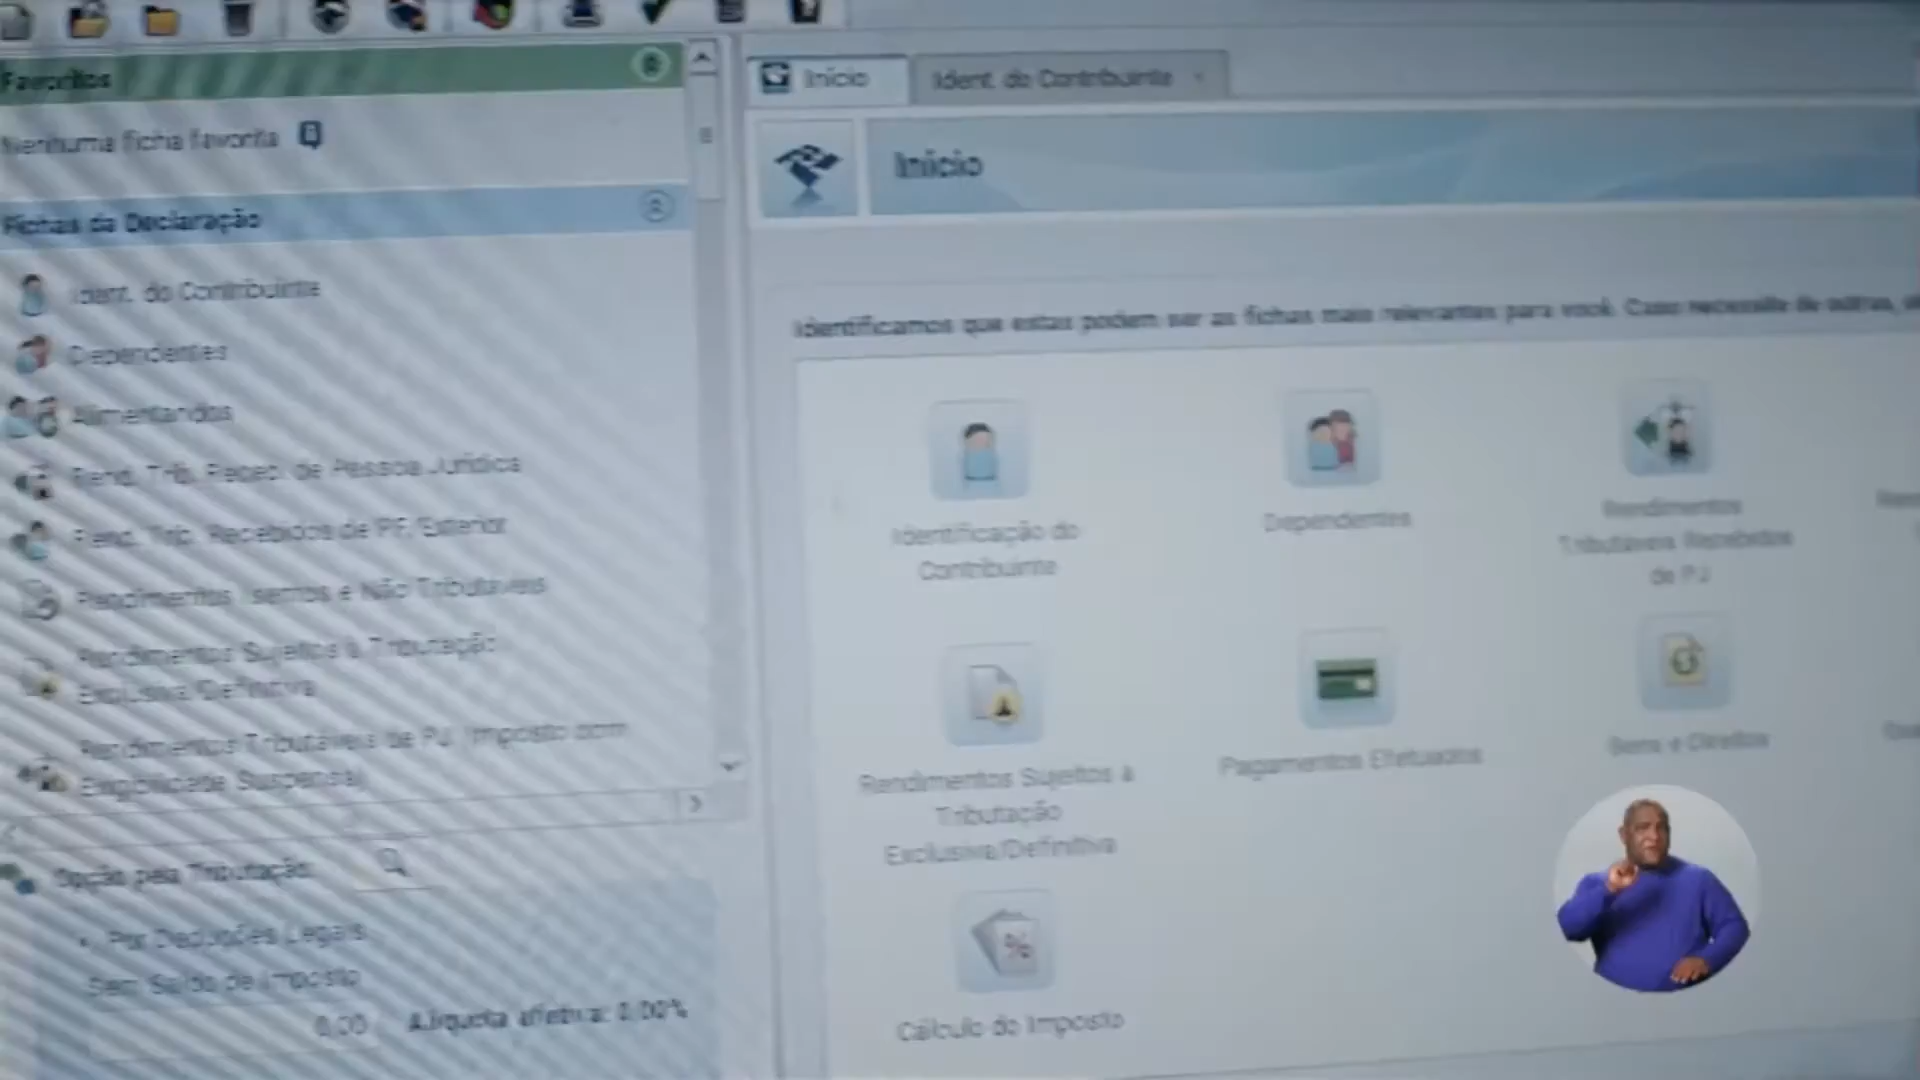 Favoritos
Nenhuma ficha favorita
Fichas da Declaração
Ident. do Contribuinte
Dependentes
Alimentandos
Rend. Trib. Receb. de Pessoa Jurídica
Rend. Trib. Recebidos de PF/Exterior
Rendimentos Isentos e Não Tributáveis
Rendimentos Sujeitos à Tributação
Exclusiva/Definitiva
Rendimentos Tributáveis de PJ (Imposto com
Exigibilidade Suspensa)
Opção pela Tributação:
Por Deduções Legais
Sem Saldo de Imposto
0,00 Alíquota efetiva: 0,00%
Início Ident. do Contribuinte
Início
Identificamos que estas podem ser as fichas mais relevantes para você. Caso necessite de outras,
Identificação do
Contribuinte
Dependentes
Rendimentos
Tributáveis Recebidos
de PJ
Rendimentos Sujeitos à
Tributação
Exclusiva/Definitiva
Pagamentos Efetuados
Bens e Direitos
Cálculo do Imposto